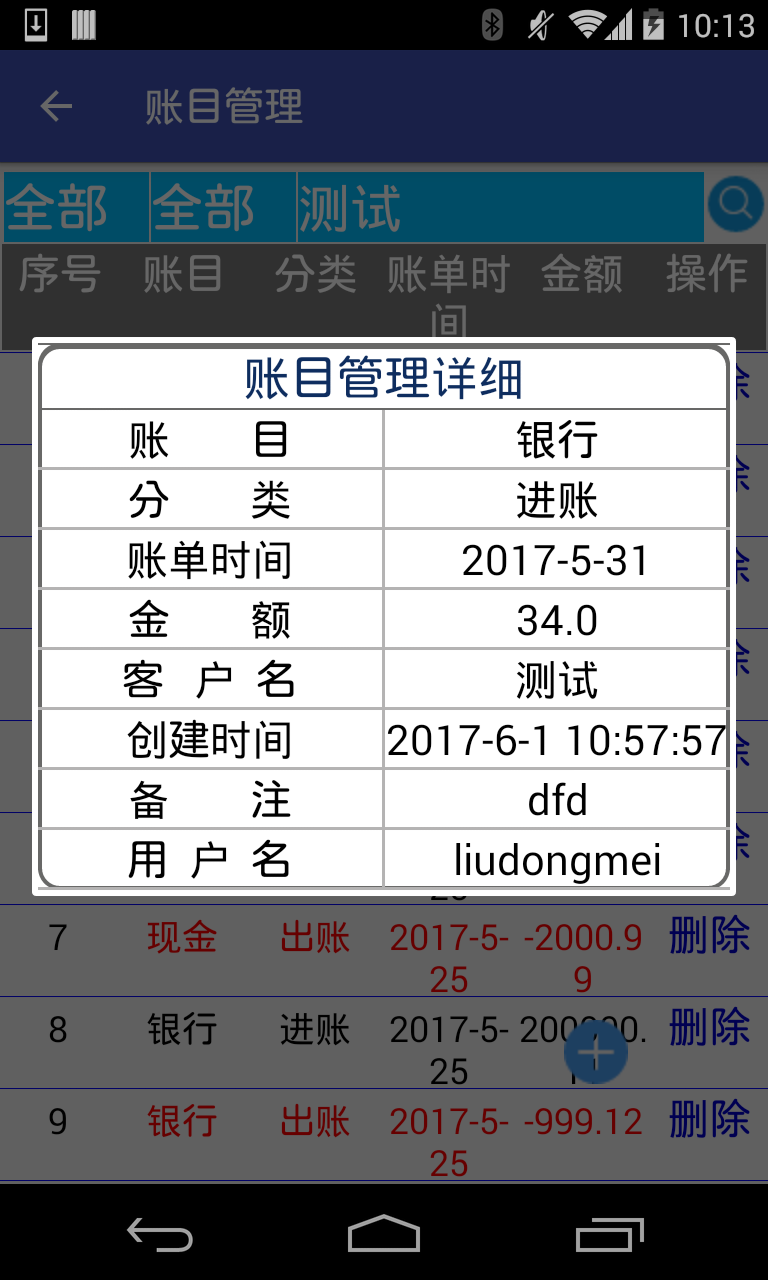 10:13
账目管理
全部 全部 测试
序号 账目 分类 账单时间 金额 操作
账目管理详细
账 目 银行
分 类 进账
账单时间 2017-5-31
金 额 34.0
客 户 名 测试
创建时间 2017-6-1 10:57:57
备 注 dfd
用 户 名 liudongmei
7 现金 出账 2017-5- -2000.9 删除
25 9
8 银行 进账 2017-5- 删除
25
9 银行 出账 2017-5- -999.12 删除
25